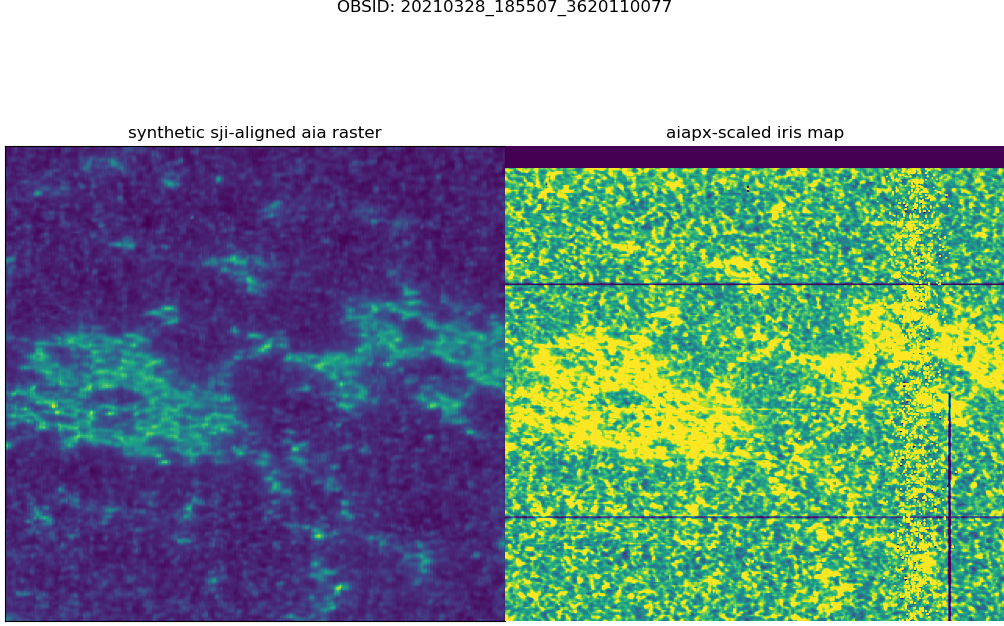 OBSID: 20210328_185507_3620110077
synthetic sji-aligned aia raster
aiapx-scaled iris map